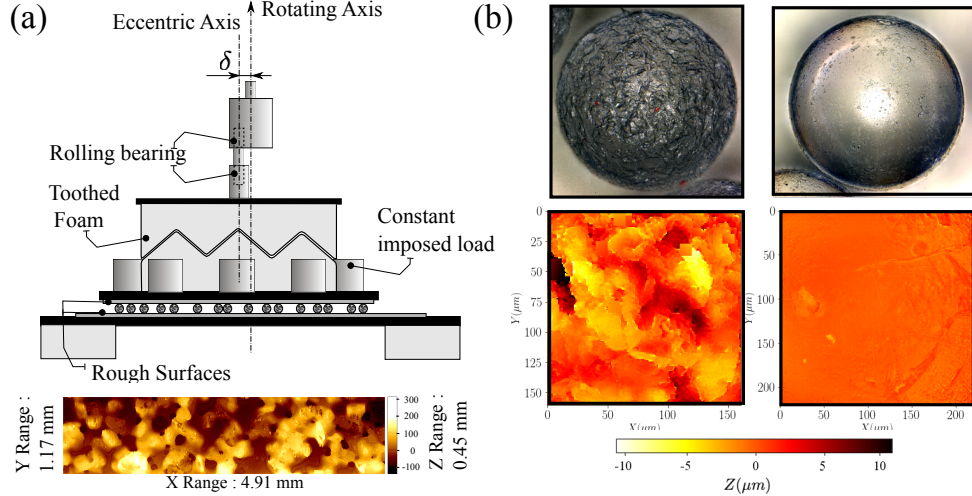 (a)
Eccentric Axis
Rotating Axis
δ
Rolling bearing
Toothed
Foam
Constant
imposed load
Rough Surfaces
Y Range :
1.17 mm
X Range : 4.91 mm
300
200
100
0
-100
Z Range :
0.45 mm
(b)
0
25
50
75
100
125
150
Y(μm)
0
50
100
150
X(μm)
0
50
100
150
200
Y(μm)
0
50
100
150
200
X(μm)
-10
-5
0
5
10
Z(μm)